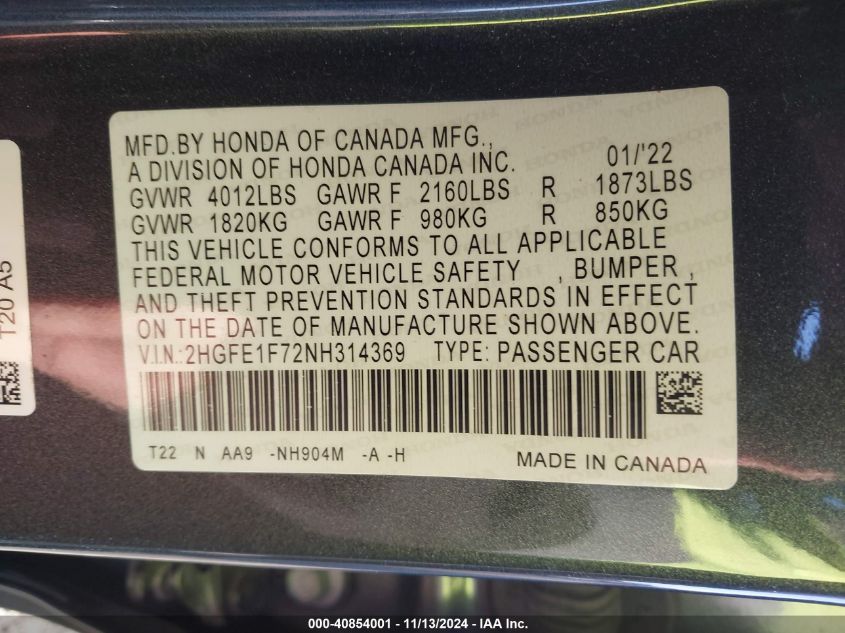 MFD.BY HONDA OF CANADA MFG.,
A DIVISION OF HONDA CANADA INC. 01/'22
GVWR 4012LBS GAWR F 2160LBS R 1873LBS
GVWR 1820KG GAWR F 980KG R 850KG
THIS VEHICLE CONFORMS TO ALL APPLICABLE
FEDERAL MOTOR VEHICLE SAFETY , BUMPER ,
AND THEFT PREVENTION STANDARDS IN EFFECT
ON THE DATE OF MANUFACTURE SHOWN ABOVE.
V.I.N.:2HGFE1F72NH314369 TYPE: PASSENGER CAR
T22 N AA9 -NH904M -A -H
MADE IN CANADA
T20 A5
000-40854001 - 11/13/2024 - IAA Inc.